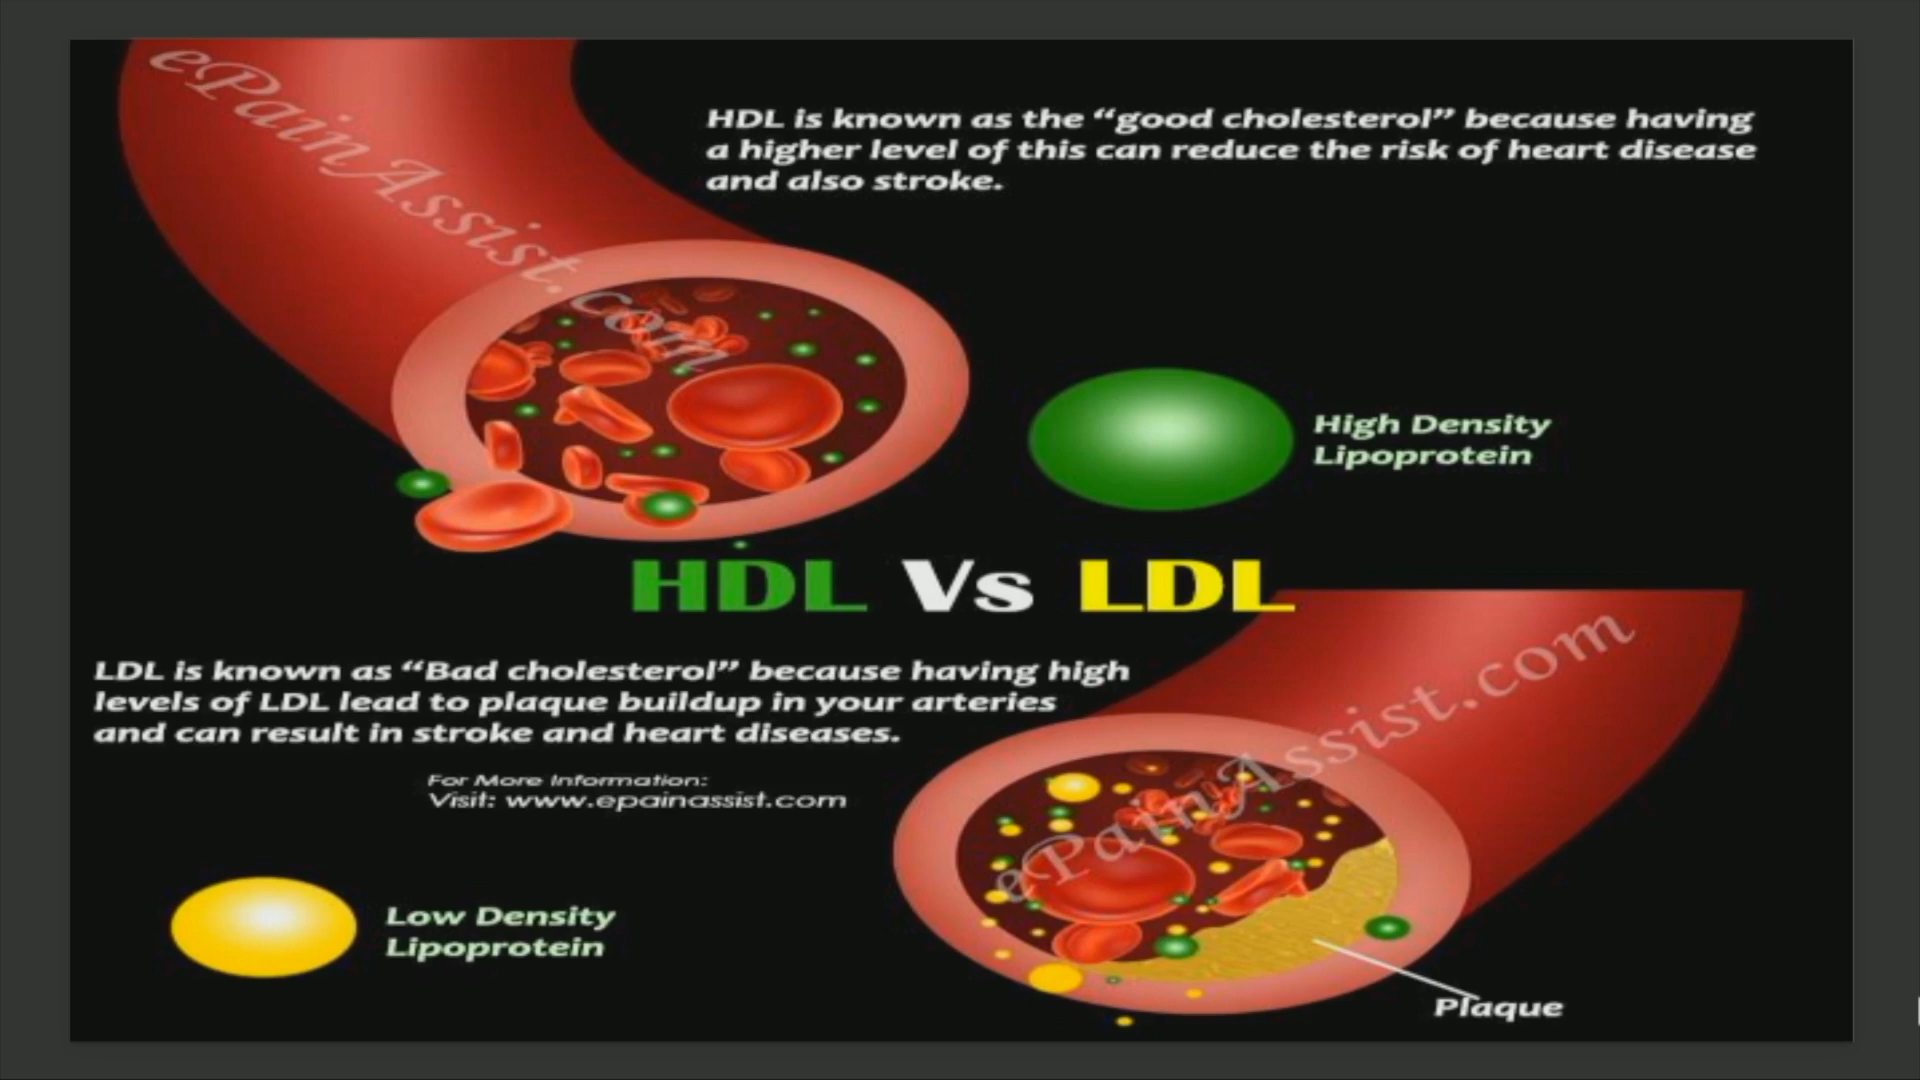 ePainAssist.com
HDL is known as the “good cholesterol” because having
a higher level of this can reduce the risk of heart disease
and also stroke.
High Density
Lipoprotein
HDL Vs LDL
LDL is known as “Bad cholesterol” because having high
levels of LDL lead to plaque buildup in your arteries
and can result in stroke and heart diseases.
For More Information:
Visit: www.epainassist.com
ePainAssist.com
Low Density
Lipoprotein
Plaque